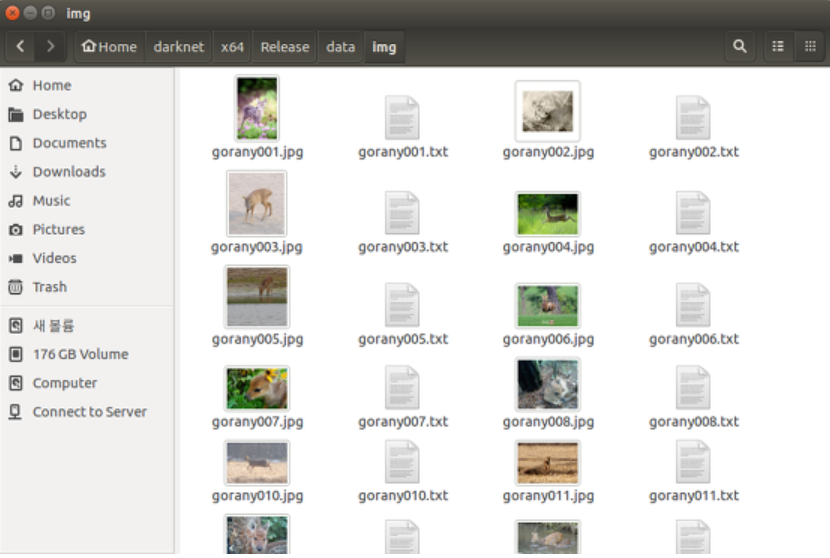 img
Home darknet x64 Release data img
Home
Desktop
Documents
Downloads
Music
Pictures
Videos
Trash
새 볼륨
176 GB Volume
Computer
Connect to Server
gorany001.jpg gorany001.txt gorany002.jpg gorany002.txt
gorany003.jpg gorany003.txt gorany004.jpg gorany004.txt
gorany005.jpg gorany005.txt gorany006.jpg gorany006.txt
gorany007.jpg gorany007.txt gorany008.jpg gorany008.txt
gorany010.jpg gorany010.txt gorany011.jpg gorany011.txt